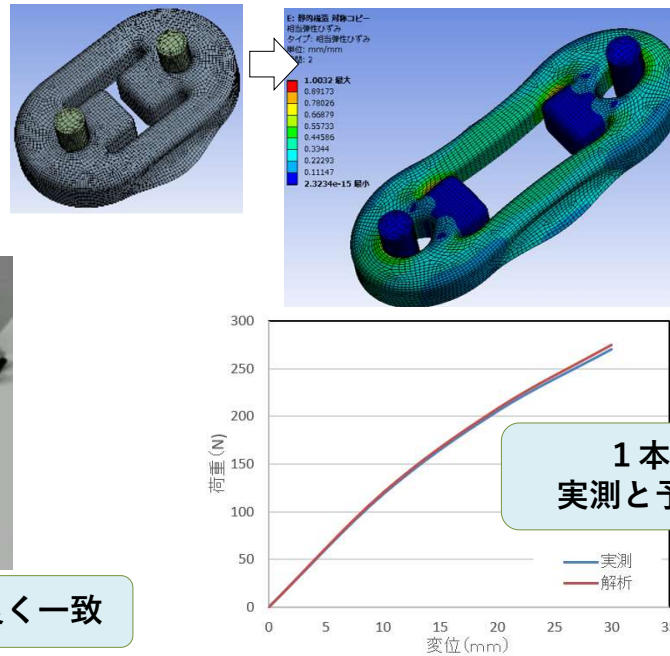 E: 静的構造 対称コピー
相当弾性ひずみ
タイプ: 相当弾性ひずみ
単位: mm/mm
: 2
1.0032 最大
0.89173
0.78026
0.66879
0.55733
0.44586
0.3344
0.22293
0.11147
2.3234e-15 最小
300
250
200
150
100
50
0
荷重(N)
0 5 10 15 20 25 30 35
変位(mm)
実測
解析
1本
実測と予
く一致